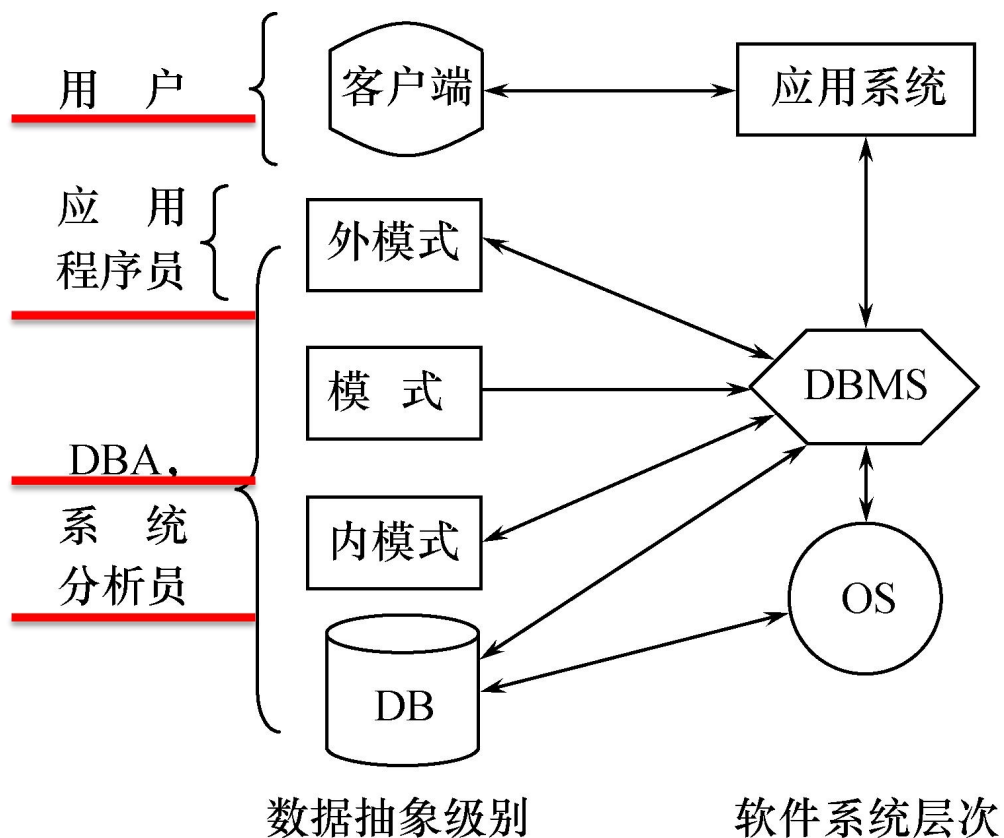 用 户
客户端
应用系统
应 用
程序员
外模式
模 式
DBMS
DBA,
系 统
分析员
内模式
OS
DB
数据抽象级别
软件系统层次